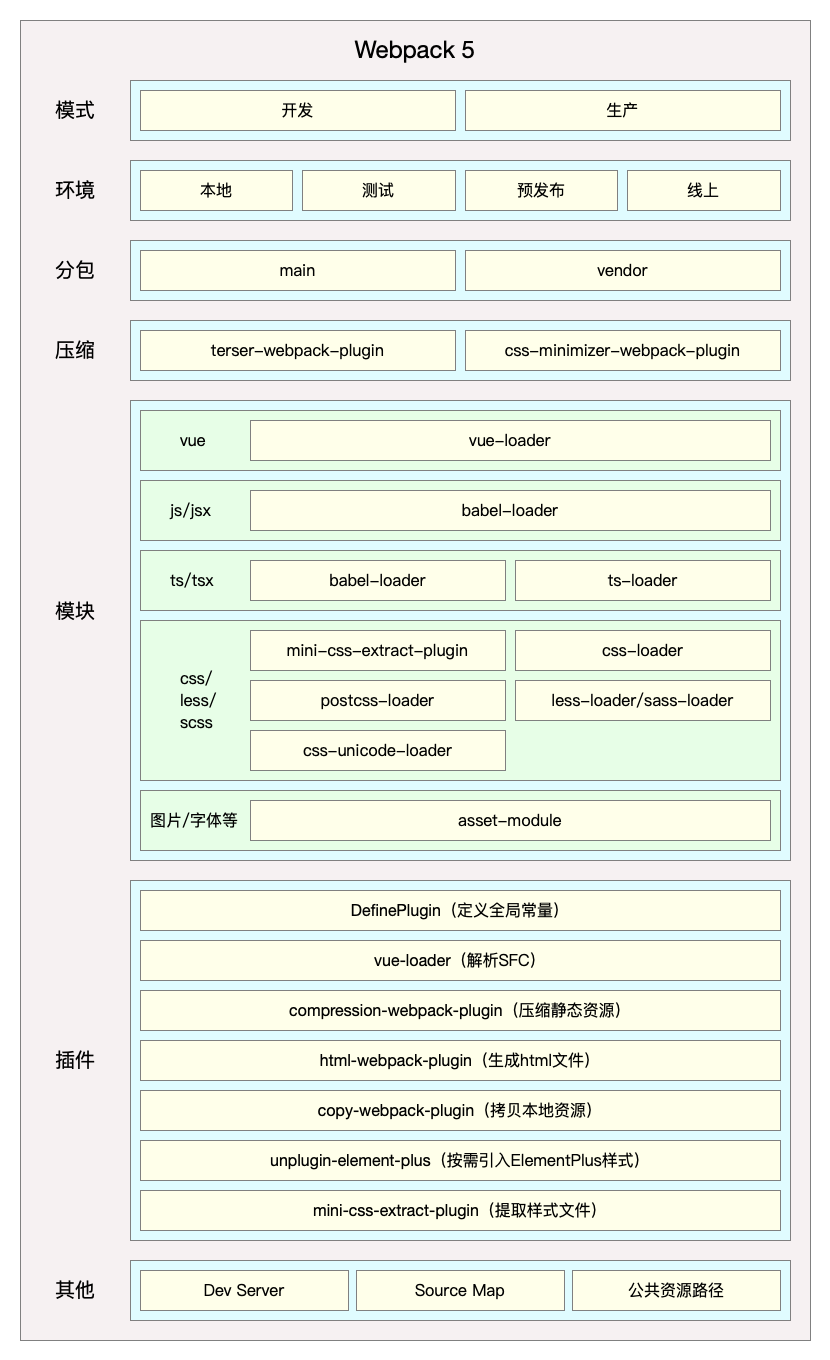 Webpack 5
模式
开发
生产
环境
本地
测试
预发布
线上
分包
main
vendor
压缩
terser-webpack-plugin
css-minimizer-webpack-plugin
模块
vue
vue-loader
js/jsx
babel-loader
ts/tsx
babel-loader
ts-loader
css/
less/
scss
mini-css-extract-plugin
css-loader
postcss-loader
less-loader/sass-loader
css-unicode-loader
图片/字体等
asset-module
插件
DefinePlugin（定义全局常量）
vue-loader（解析SFC）
compression-webpack-plugin（压缩静态资源）
html-webpack-plugin（生成html文件）
copy-webpack-plugin（拷贝本地资源）
unplugin-element-plus（按需引入ElementPlus样式）
mini-css-extract-plugin（提取样式文件）
其他
Dev Server
Source Map
公共资源路径